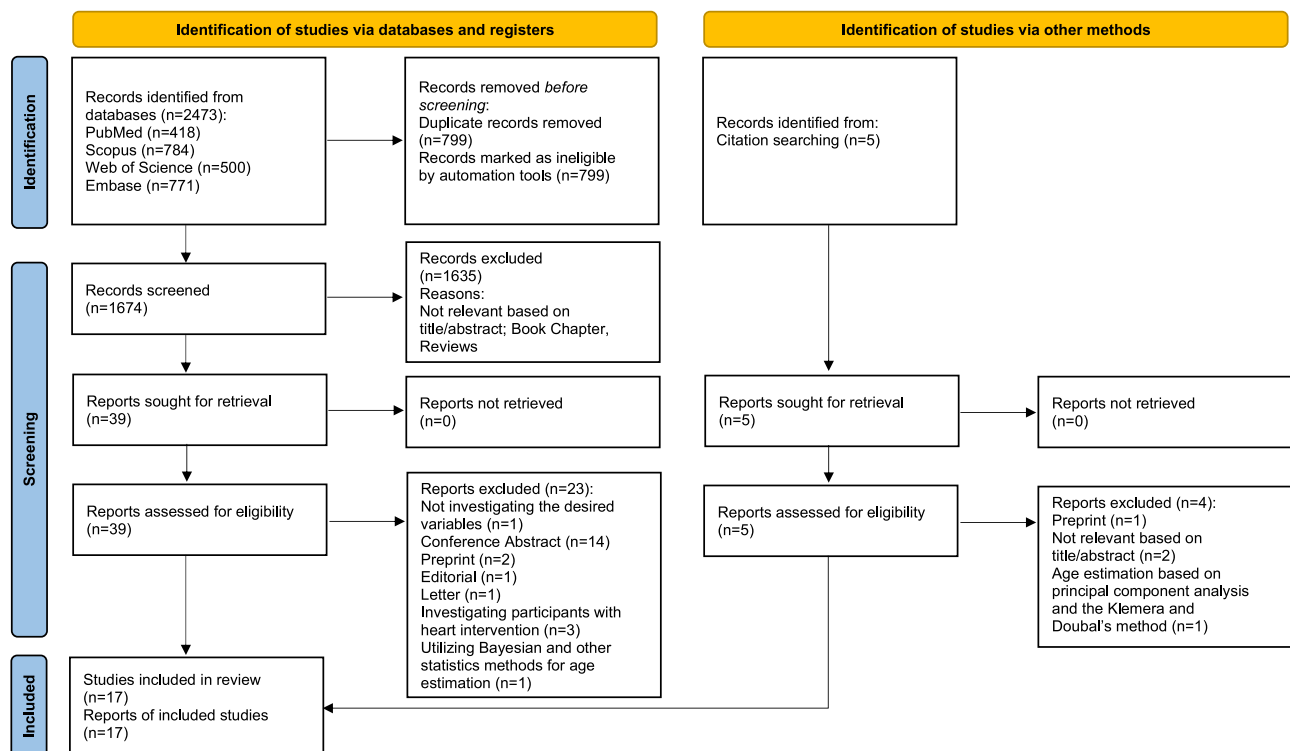 Identification of studies via databases and registers
Identification of studies via other methods
Identification
Records identified from
databases (n=2473):
PubMed (n=418)
Scopus (n=784)
Web of Science (n=500)
Embase (n=771)
Records removed before
screening:
Duplicate records removed
(n=799)
Records marked as ineligible
by automation tools (n=799)
Records identified from:
Citation searching (n=5)
Screening
Records screened
(n=1674)
Records excluded
(n=1635)
Reasons:
Not relevant based on
title/abstract; Book Chapter,
Reviews
Reports sought for retrieval
(n=39)
Reports not retrieved
(n=0)
Reports sought for retrieval
(n=5)
Reports not retrieved
(n=0)
Reports assessed for eligibility
(n=39)
Reports excluded (n=23):
Not investigating the desired
variables (n=1)
Conference Abstract (n=14)
Preprint (n=2)
Editorial (n=1)
Letter (n=1)
Investigating participants with
heart intervention (n=3)
Utilizing Bayesian and other
statistics methods for age
estimation (n=1)
Reports assessed for eligibility
(n=5)
Reports excluded (n=4):
Preprint (n=1)
Not relevant based on
title/abstract (n=2)
Age estimation based on
principal component analysis
and the Klemera and
Doubal's method (n=1)
Included
Studies included in review
(n=17)
Reports of included studies
(n=17)